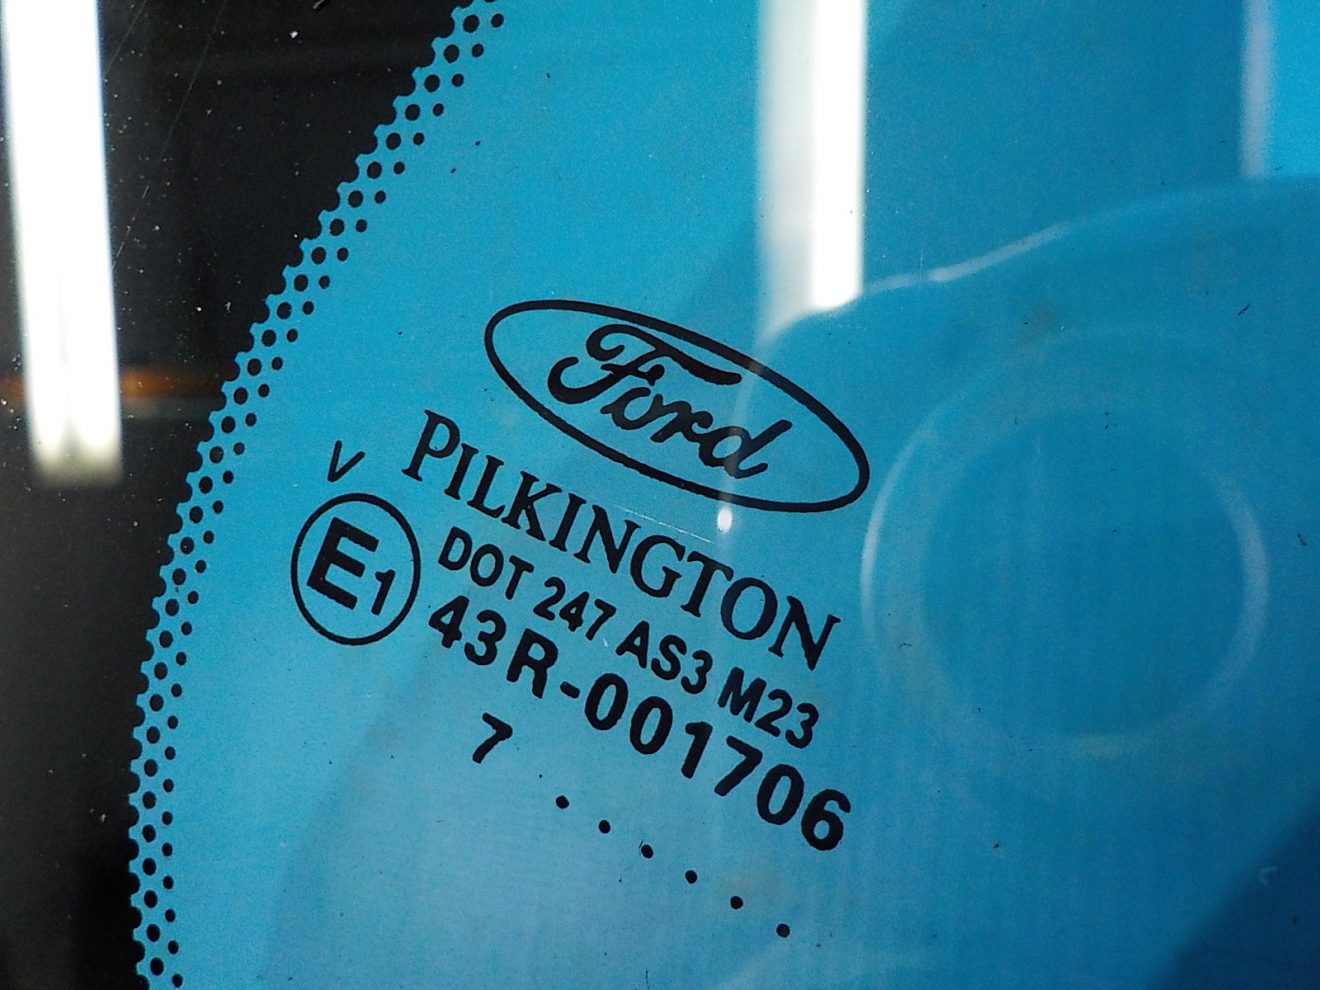 Ford
PILKINGTON
V
E1
DOT 247 AS3 M23
43R-001706
7 .......